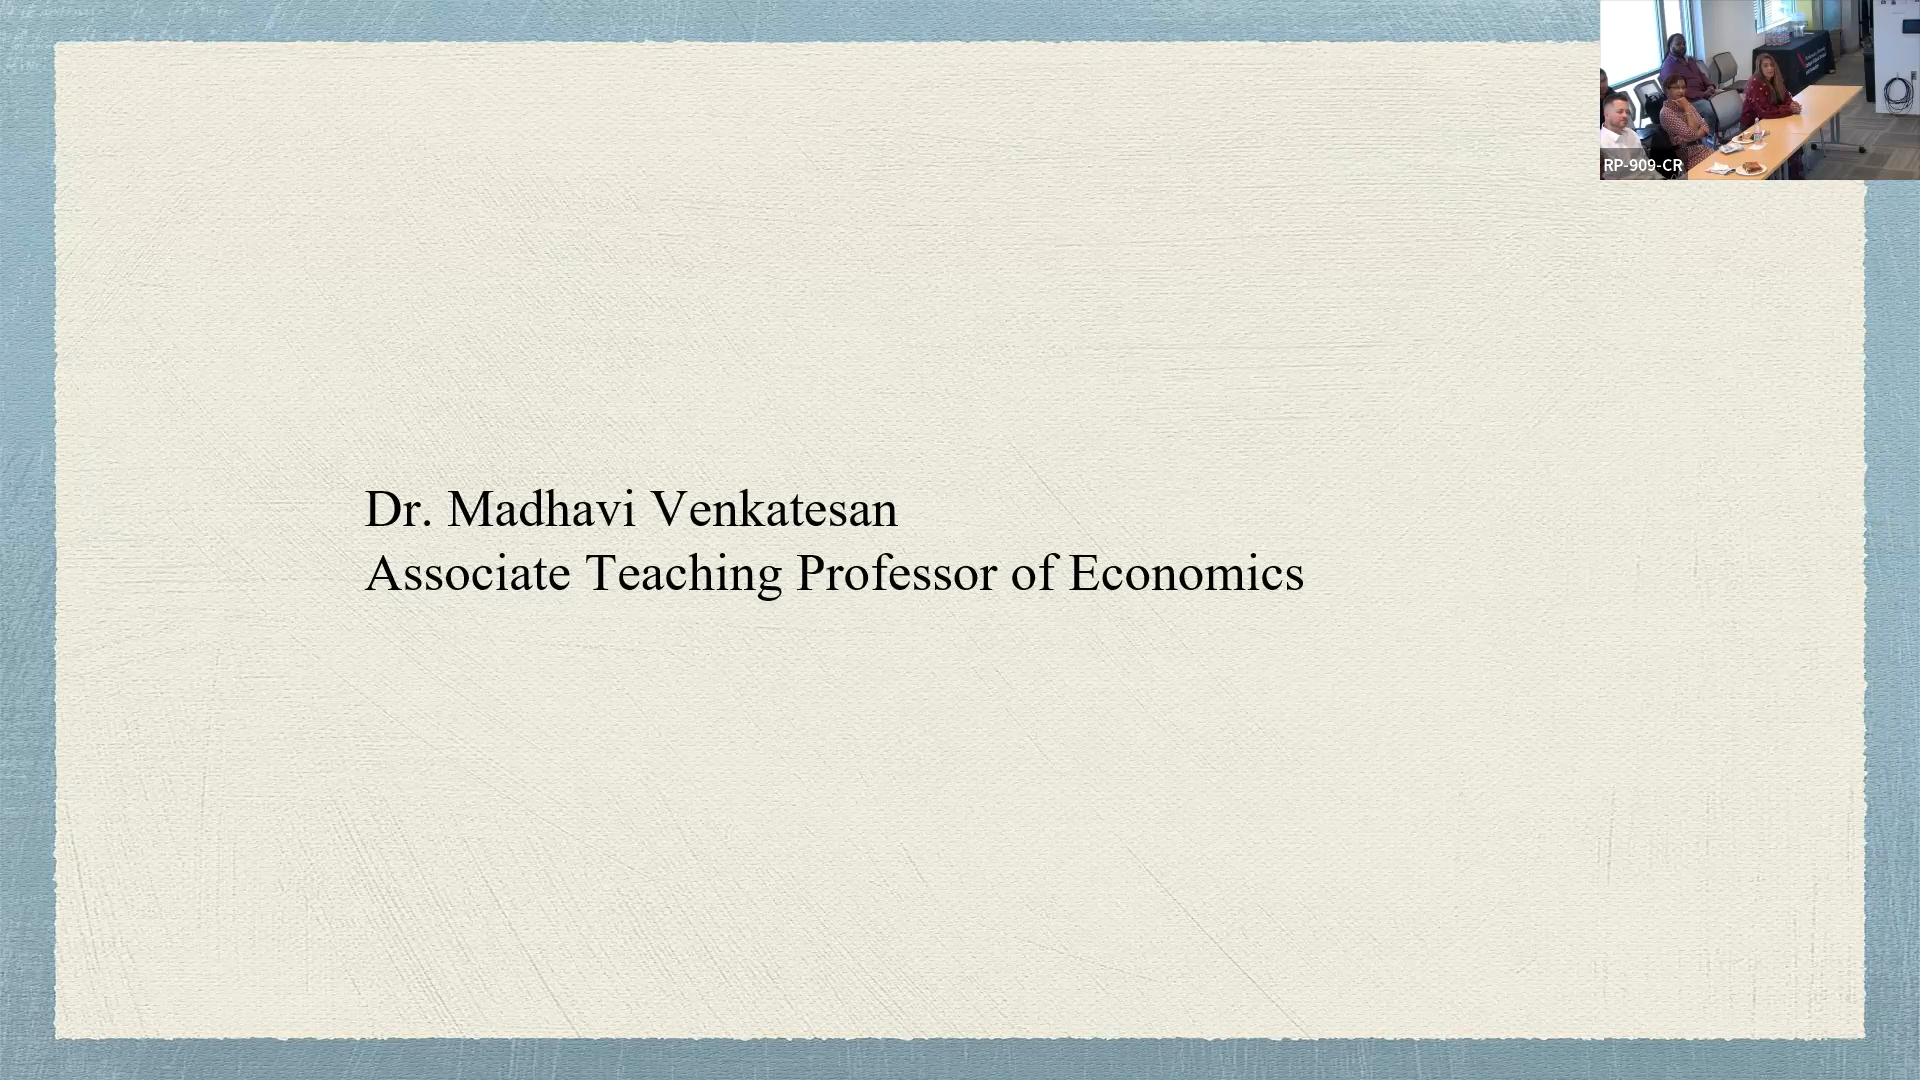 RP-909-CR
Dr. Madhavi Venkatesan
Associate Teaching Professor of Economics